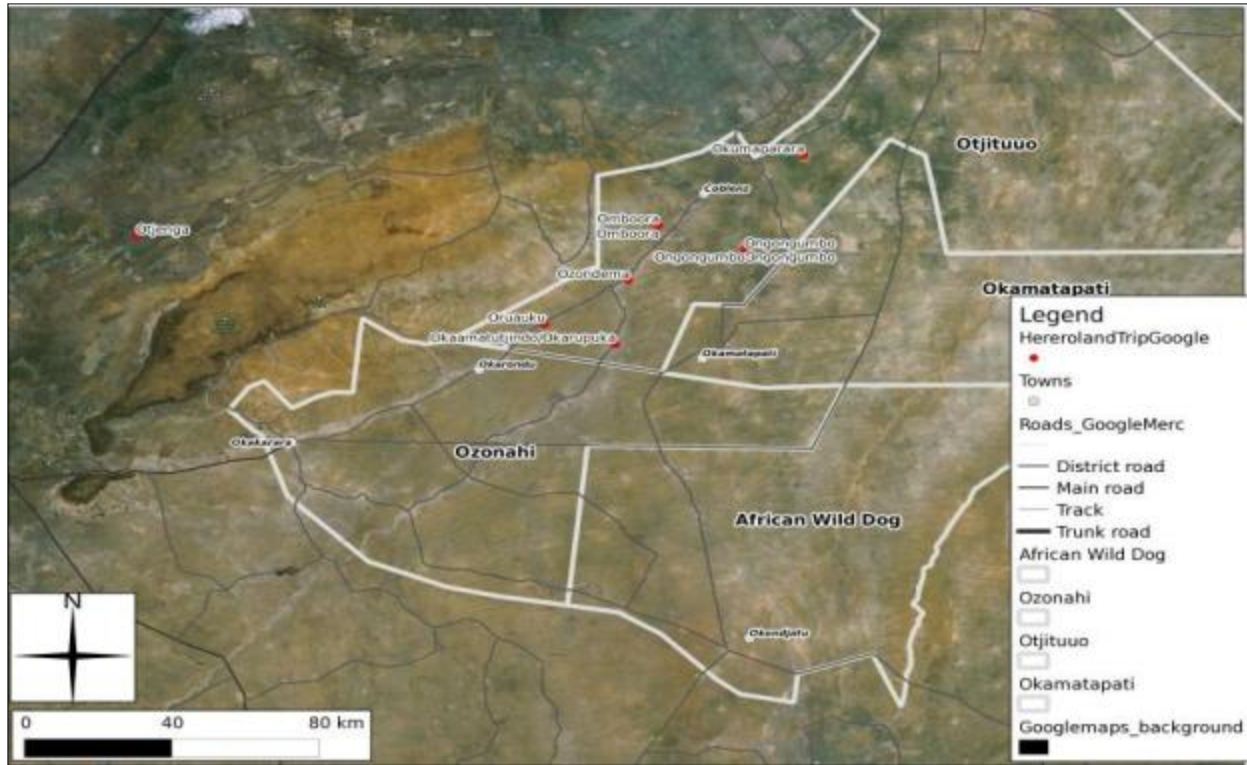 Okumaparara
Otjituuo
Coblenz
Omboora
Omboora
Otjenga
Ongongumbo
Ongongumbo Ongongumbo
Ozondema
Okamatapati
Oruauku
Okaamatutjindo/Okarupuka
Okamatapati
Okarondu
Okakarara
Ozonahi
African Wild Dog
Okondjatu
Legend
HererolandTripGoogle
Towns
Roads_GoogleMerc
District road
Main road
Track
Trunk road
African Wild Dog
Ozonahi
Otjituuo
Okamatapati
Googlemaps_background
N
0 40 80 km